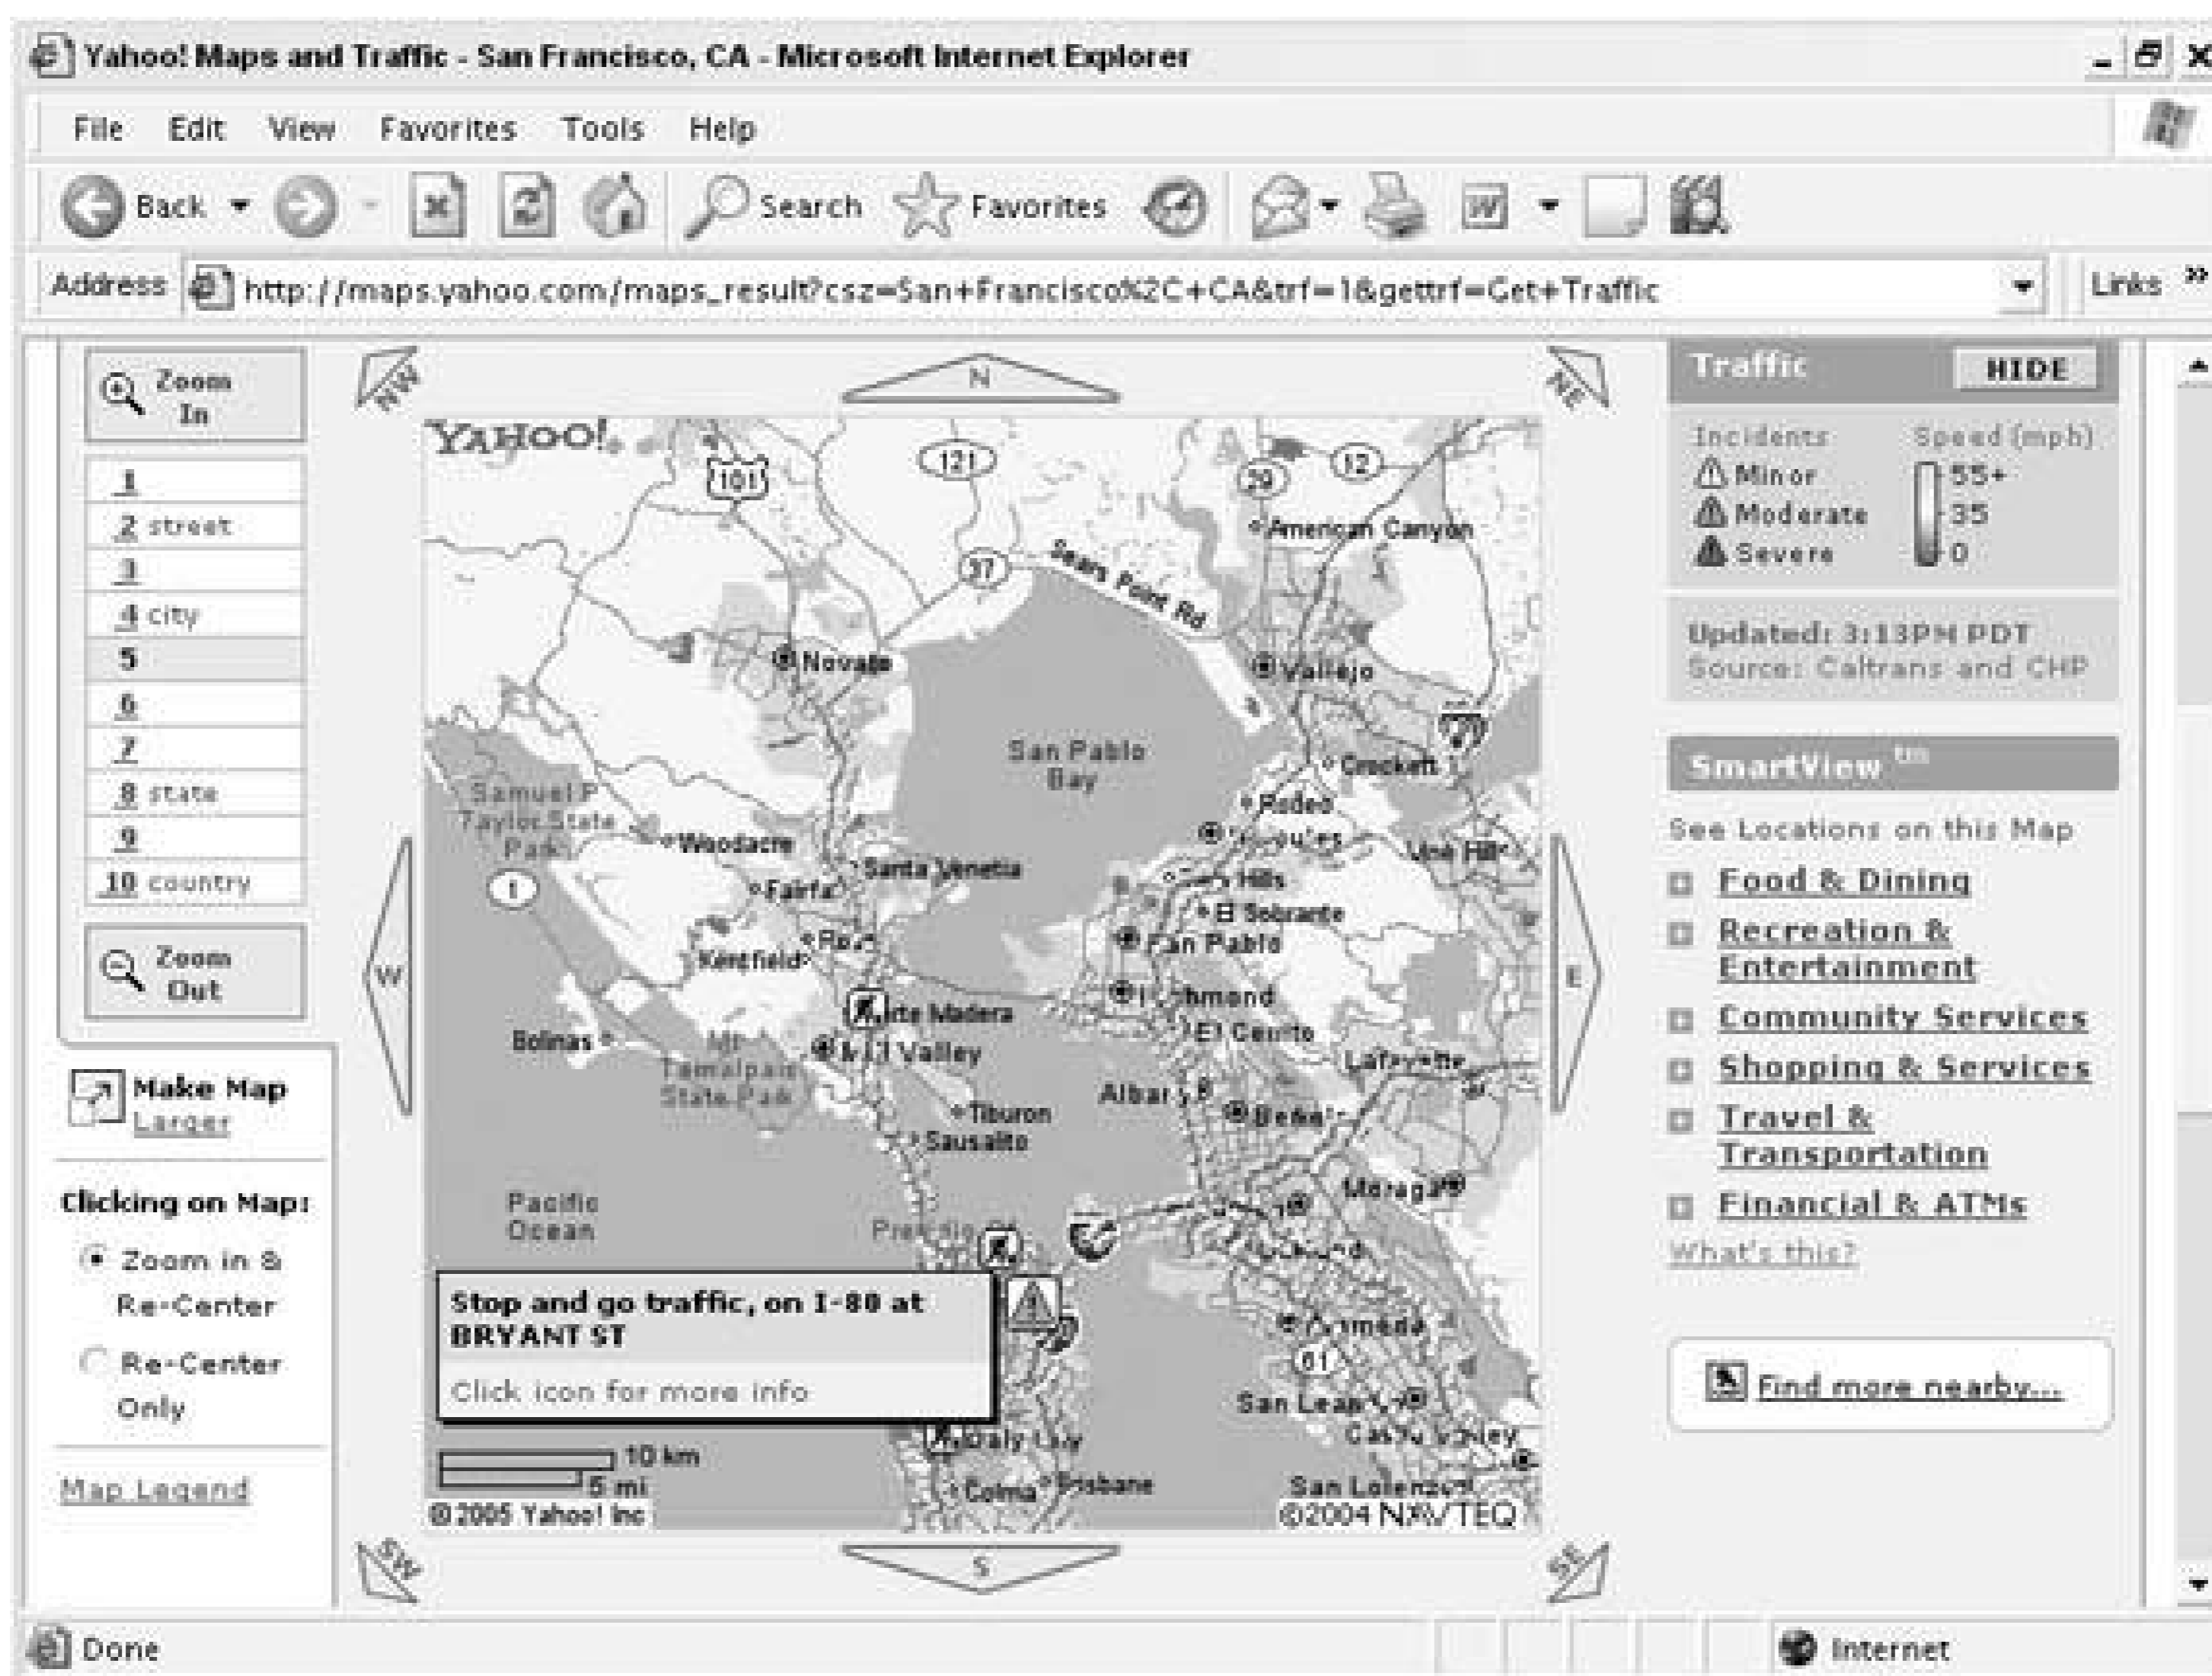 Yahoo! Maps and Traffic - San Francisco, CA - Microsoft Internet Explorer
File Edit View Favorites Tools Help
Back Search Favorites
Address http://maps.yahoo.com/maps_result?csz=San+Francisco%2C+CA&trf=1&gettrf=Get+Traffic Links »
Zoom
In
1
2 street
3
4 city
5
6
7
8 state
9
10 country
Zoom
Out
Make Map
Larger
Clicking on Map:
Zoom in &
Re-Center
Re-Center
Only
Map Legend
NW
N
NE
W
E
SW
S
SE
YAHOO!
101
121
29
12
American Canyon
37
Sears Point Rd
Novato
Vallejo
San Pablo
Bay
Crockett
Rodeo
Samuel P
Taylor State
Park
Woodacre
Santa Venetia
1
Hills
El Sobrante
San Pablo
Kentfield
El Cerrito
Bolinas
Valley
Mt
Tamalpais
State Park
Lafayette
Tiburon
Sausalito
Moraga
Pacific
Ocean
Stop and go traffic, on I-80 at
BRYANT ST
Click icon for more info
61
10 km
5 mi
Colma
Brisbane
San Lorenzo
©2005 Yahoo! Inc
©2004 NAVTEQ
Traffic HIDE
Incidents Speed (mph)
Minor 55+
Moderate 35
Severe 0
Updated: 3:13PM PDT
Source: Caltrans and CHP
SmartView tm
See Locations on this Map
Food & Dining
Recreation &
Entertainment
Community Services
Shopping & Services
Travel &
Transportation
Financial & ATMs
What's this?
Find more nearby...
Done Internet